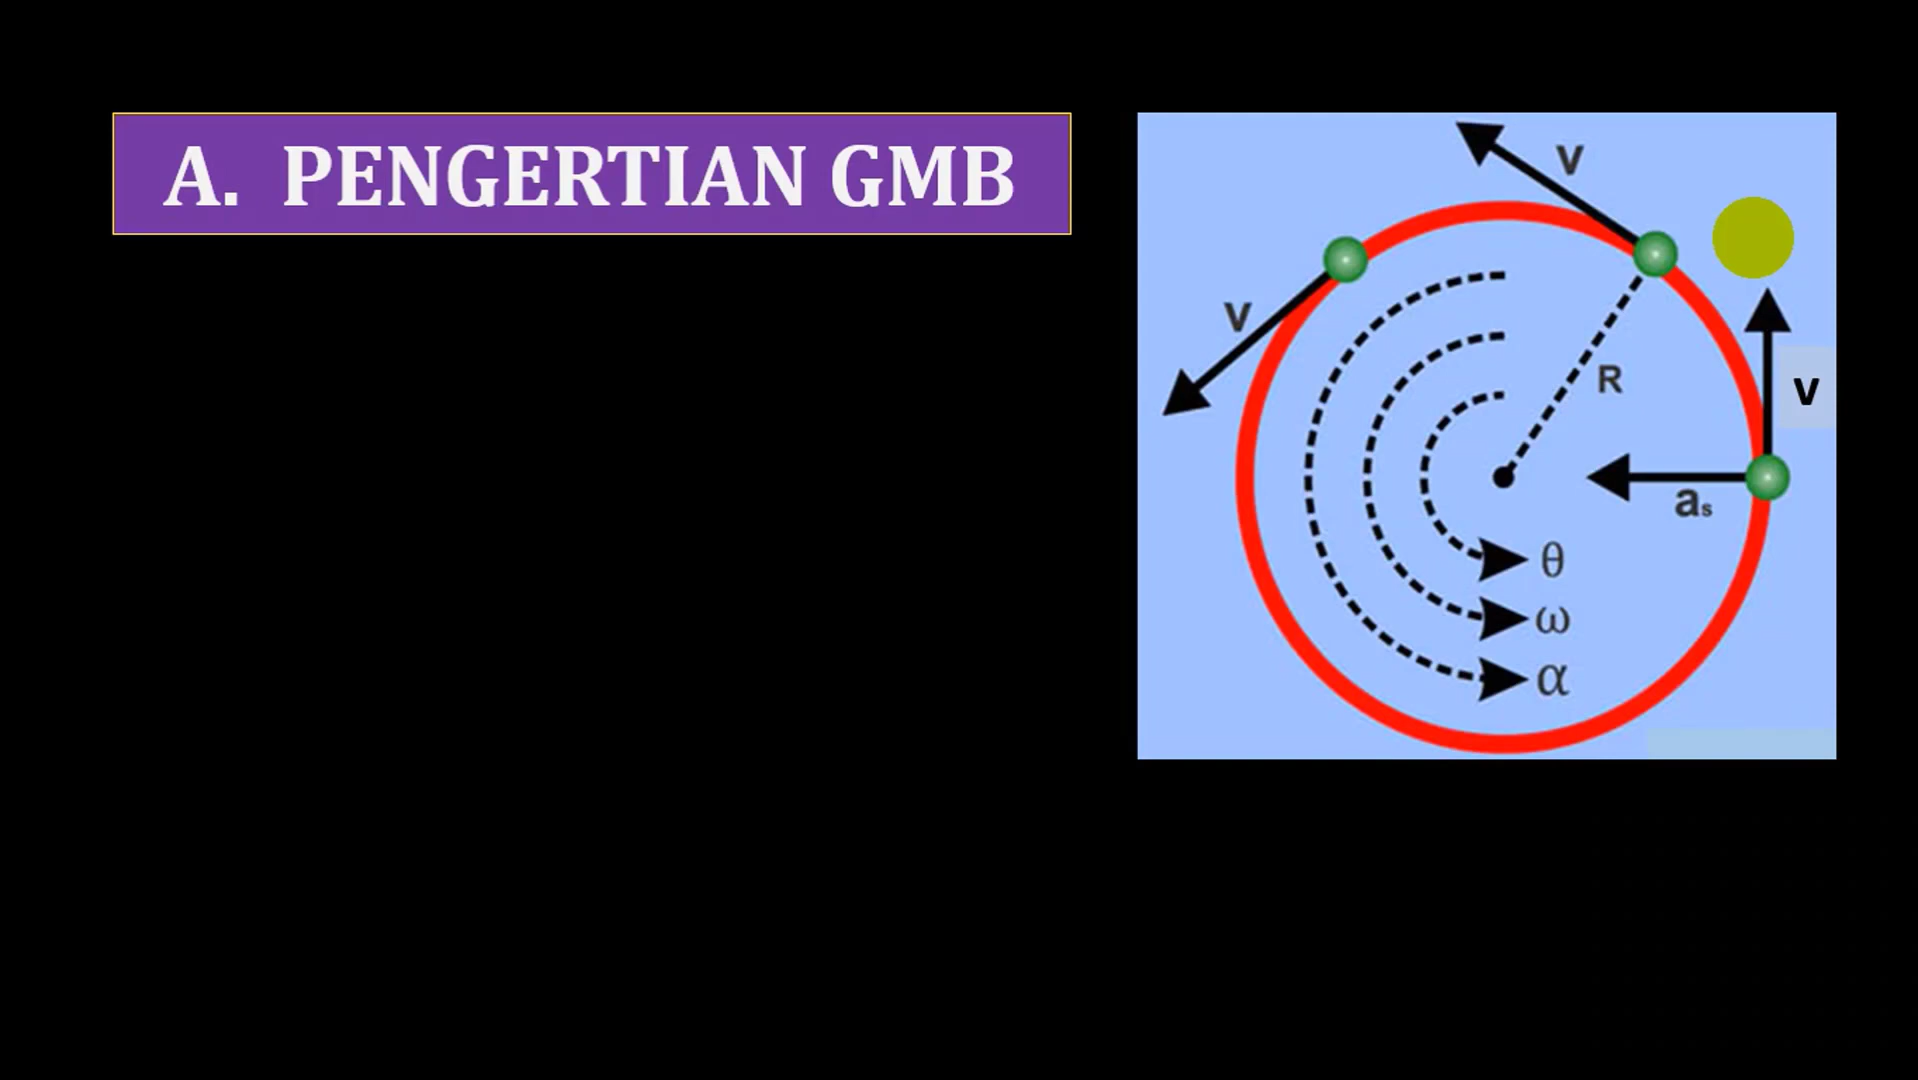 A. PENGERTIAN GMB
v
v
R
v
as
θ
ω
α